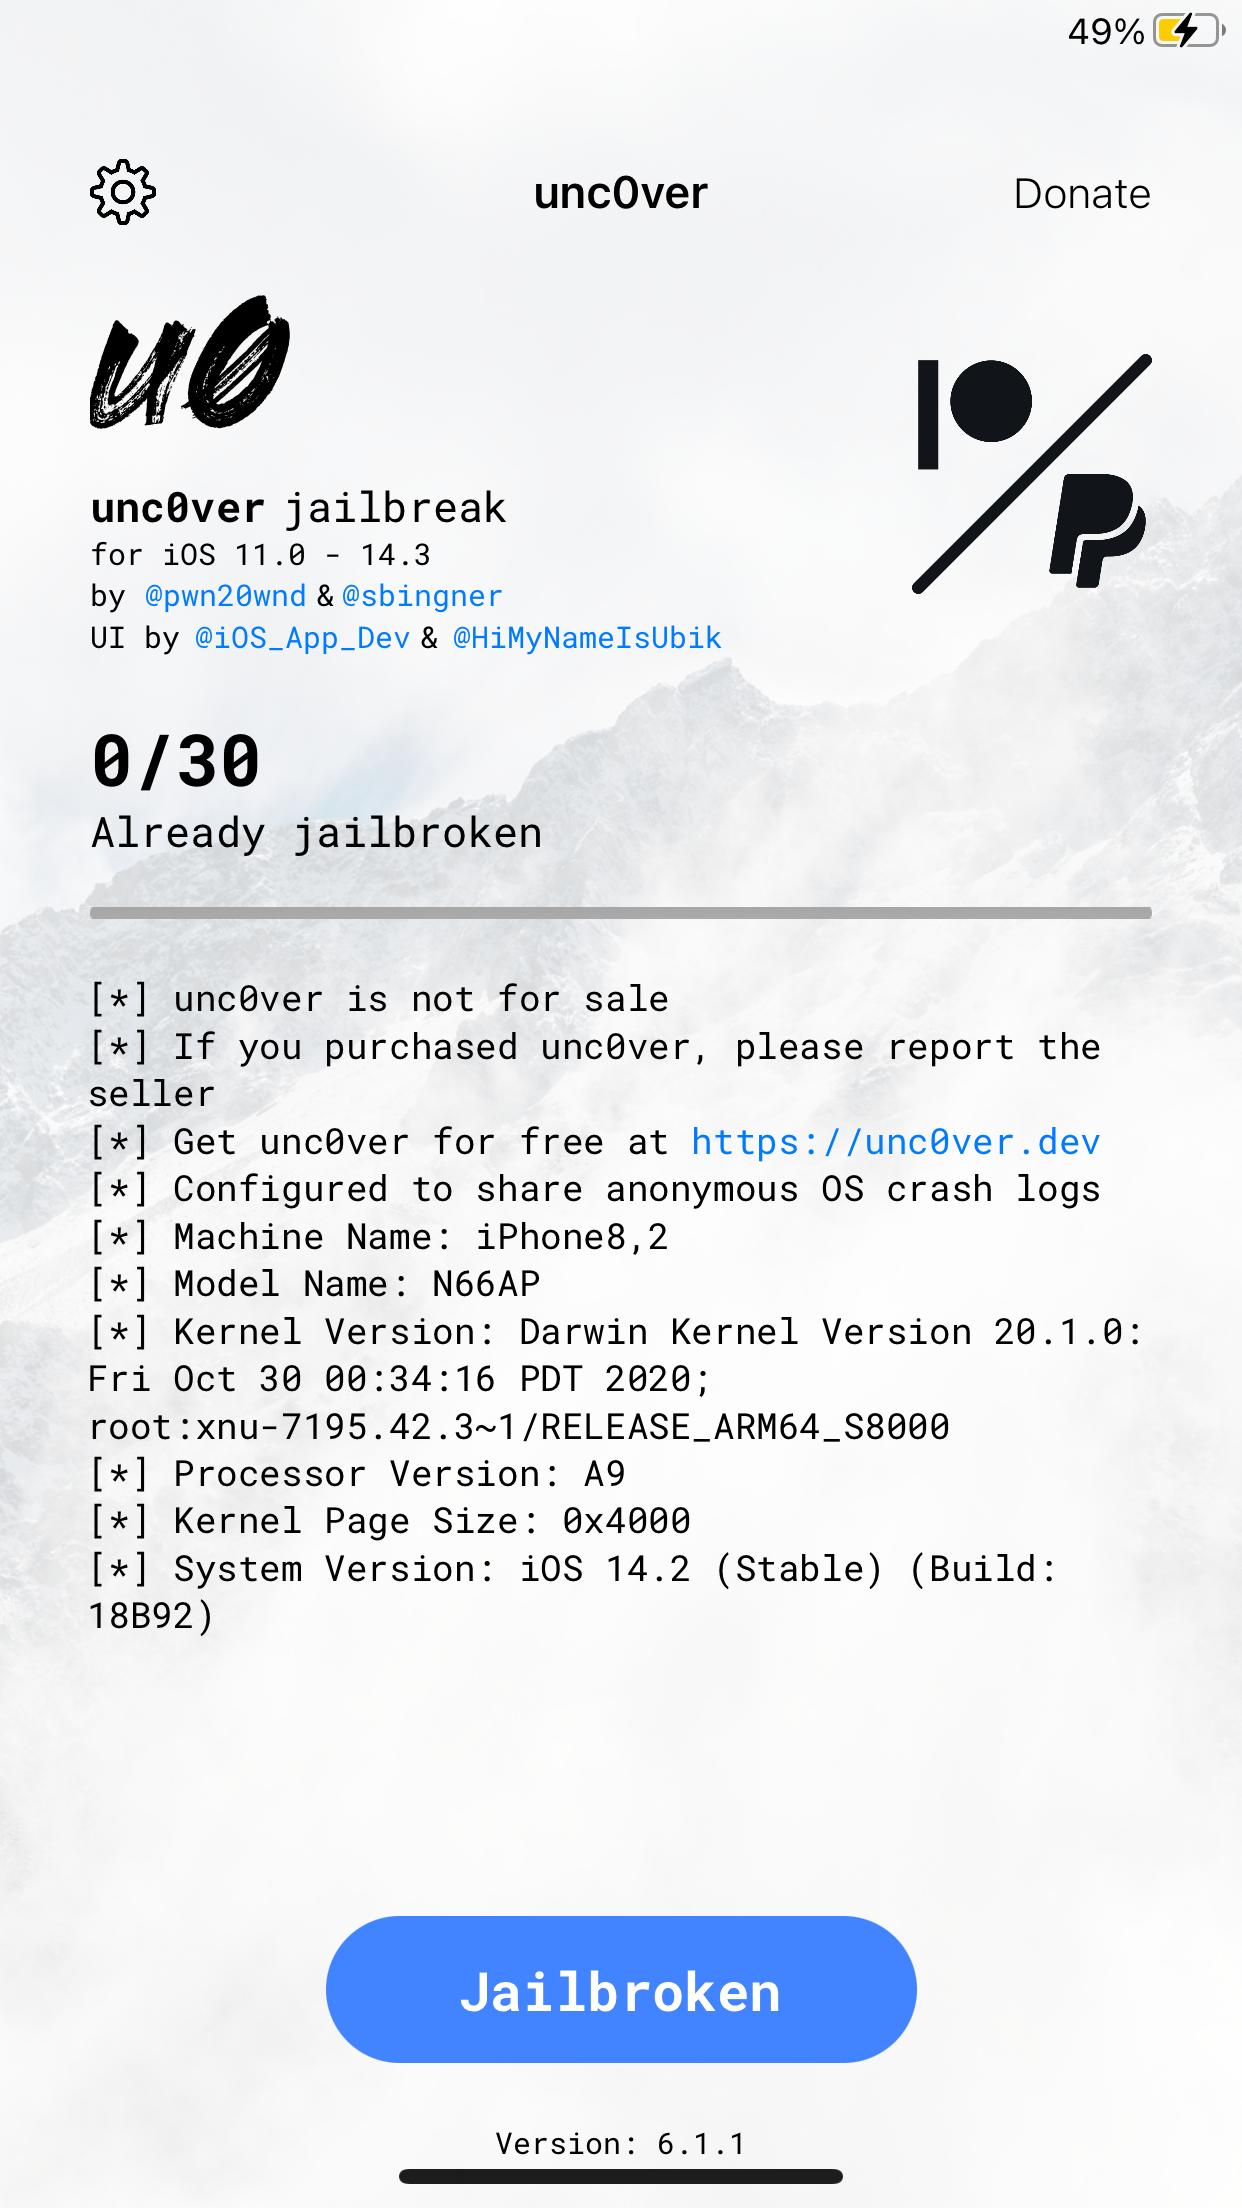 49%
unc0ver
Donate
u0
unc0ver jailbreak
for iOS 11.0 - 14.3
by @pwn20wnd & @sbingner
UI by @iOS_App_Dev & @HiMyNameIsUbik
0/30
Already jailbroken
[*] unc0ver is not for sale
[*] If you purchased unc0ver, please report the
seller
[*] Get unc0ver for free at https://unc0ver.dev
[*] Configured to share anonymous OS crash logs
[*] Machine Name: iPhone8,2
[*] Model Name: N66AP
[*] Kernel Version: Darwin Kernel Version 20.1.0:
Fri Oct 30 00:34:16 PDT 2020;
root:xnu-7195.42.3~1/RELEASE_ARM64_S8000
[*] Processor Version: A9
[*] Kernel Page Size: 0x4000
[*] System Version: iOS 14.2 (Stable) (Build:
18B92)
Jailbroken
Version: 6.1.1